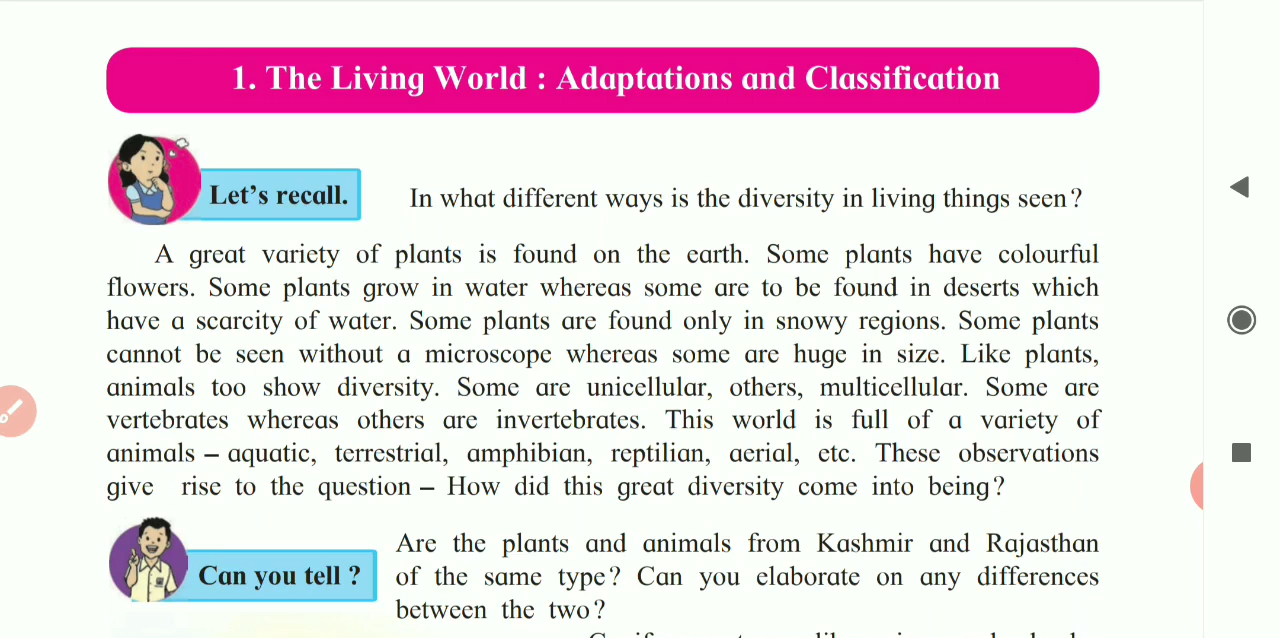 1. The Living World : Adaptations and Classification
Let's recall.
In what different ways is the diversity in living things seen?
A great variety of plants is found on the earth. Some plants have colourful
flowers. Some plants grow in water whereas some are to be found in deserts which
have a scarcity of water. Some plants are found only in snowy regions. Some plants
cannot be seen without a microscope whereas some are huge in size. Like plants,
animals too show diversity. Some are unicellular, others, multicellular. Some are
vertebrates whereas others are invertebrates. This world is full of a variety of
animals – aquatic, terrestrial, amphibian, reptilian, aerial, etc. These observations
give rise to the question – How did this great diversity come into being?
Can you tell ?
Are the plants and animals from Kashmir and Rajasthan
of the same type? Can you elaborate on any differences
between the two?